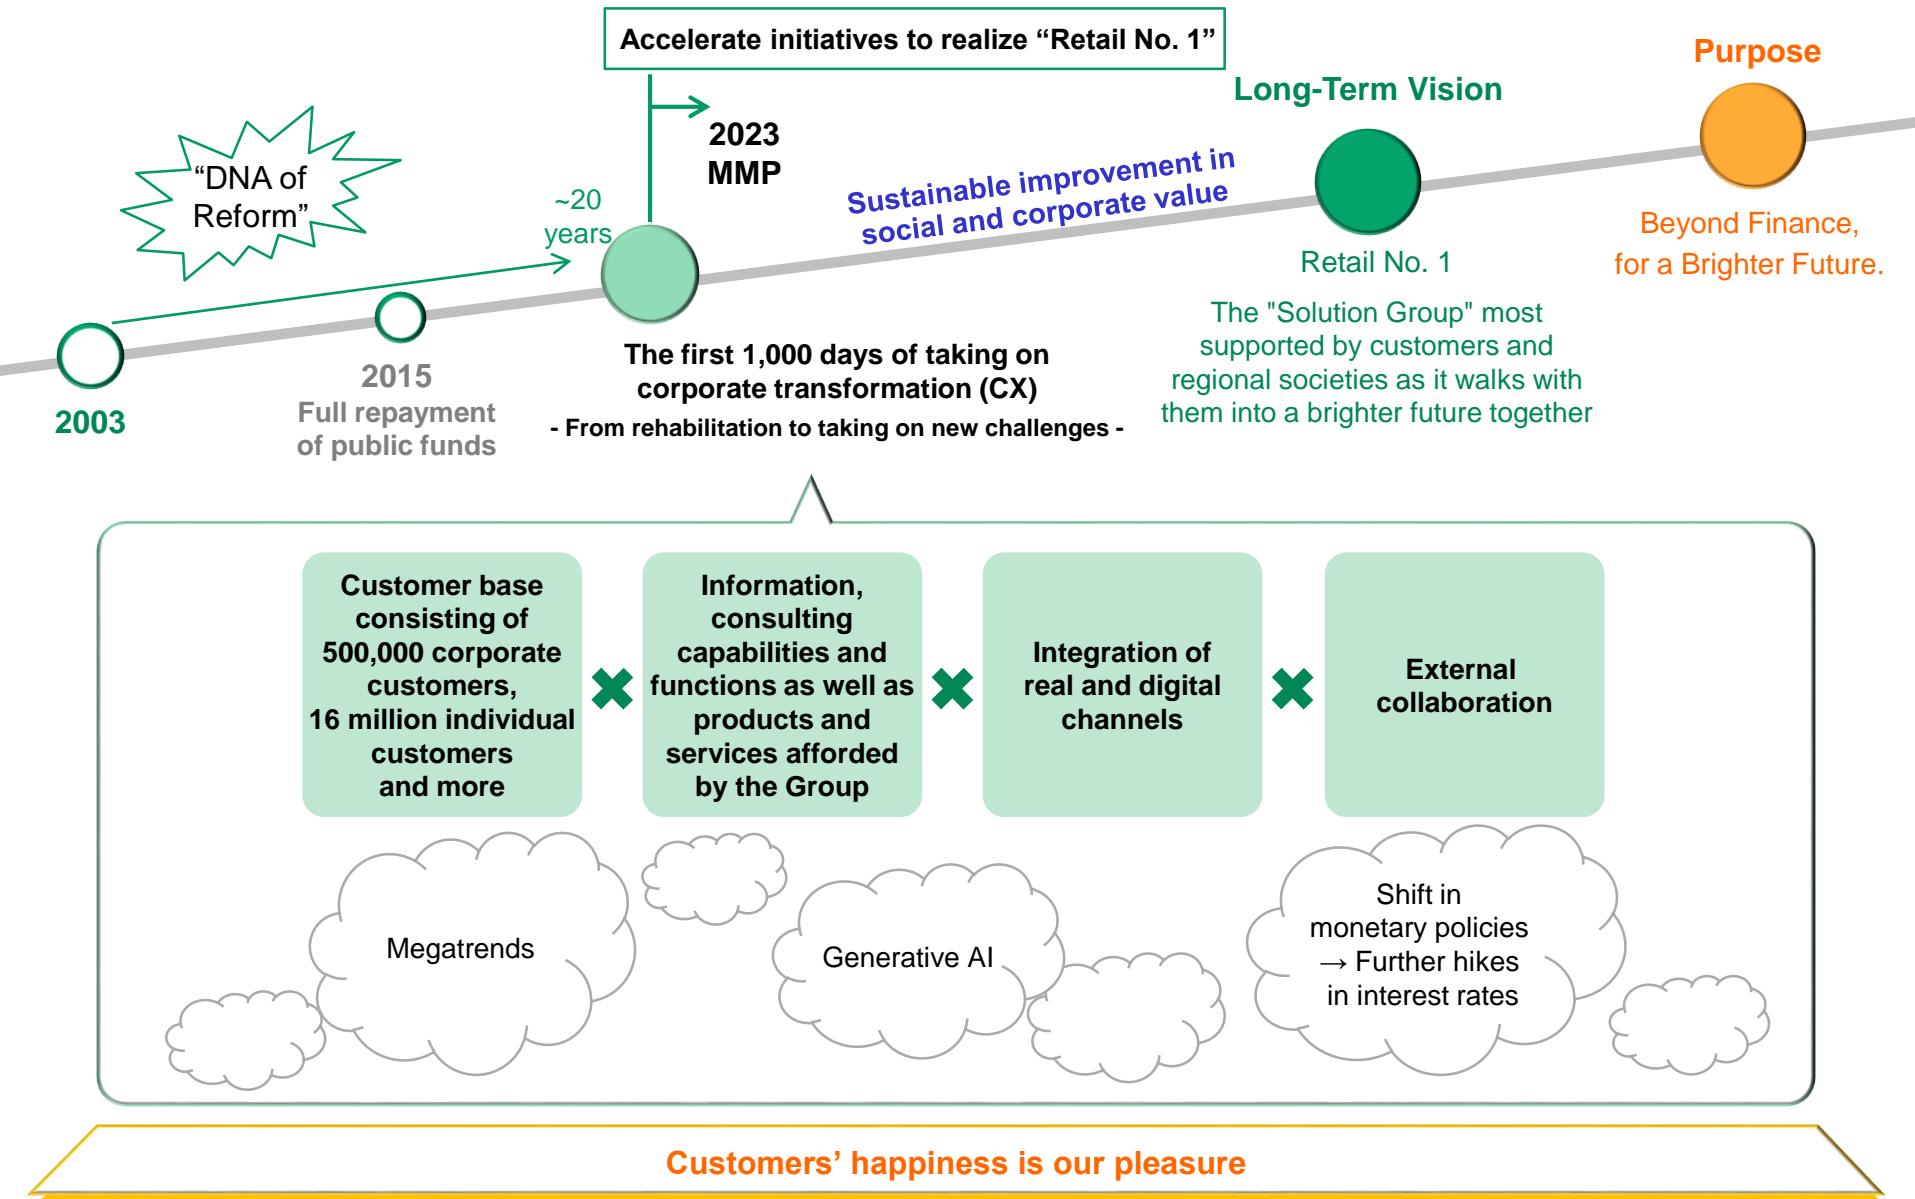 Accelerate initiatives to realize “Retail No. 1”
Purpose
Long-Term Vision
2023
MMP
“DNA of
Reform”
~20
years
Sustainable improvement in
social and corporate value
Beyond Finance,
for a Brighter Future.
Retail No. 1
The "Solution Group" most
supported by customers and
regional societies as it walks with
them into a brighter future together
2003
2015
Full repayment
of public funds
The first 1,000 days of taking on
corporate transformation (CX)
- From rehabilitation to taking on new challenges -
Customer base
consisting of
500,000 corporate
customers,
16 million individual
customers
and more
Information,
consulting
capabilities and
functions as well as
products and
services afforded
by the Group
Integration of
real and digital
channels
External
collaboration
Megatrends
Generative AI
Shift in
monetary policies
→ Further hikes
in interest rates
Customers’ happiness is our pleasure